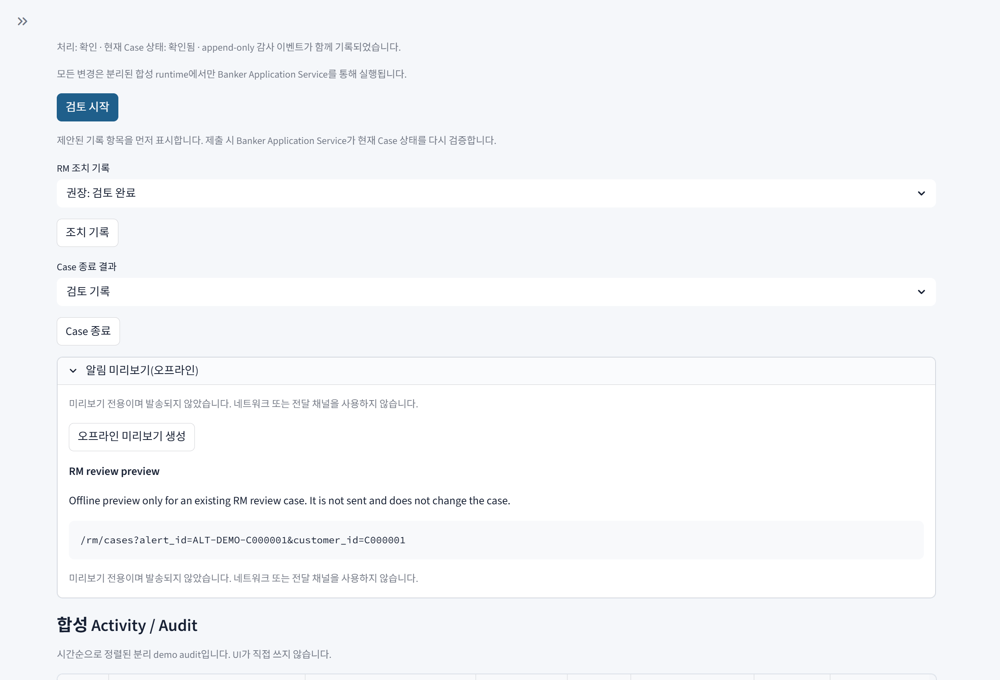 처리: 확인 · 현재 Case 상태: 확인됨 · append-only 감사 이벤트가 함께 기록되었습니다.
모든 변경은 분리된 합성 runtime에서만 Banker Application Service를 통해 실행됩니다.
검토 시작
제안된 기록 항목을 먼저 표시합니다. 제출 시 Banker Application Service가 현재 Case 상태를 다시 검증합니다.
RM 조치 기록
권장: 검토 완료
조치 기록
Case 종료 결과
검토 기록
Case 종료
알림 미리보기(오프라인)
미리보기 전용이며 발송되지 않았습니다. 네트워크 또는 전달 채널을 사용하지 않습니다.
오프라인 미리보기 생성
RM review preview
Offline preview only for an existing RM review case. It is not sent and does not change the case.
/rm/cases?alert_id=ALT-DEMO-C000001&customer_id=C000001
미리보기 전용이며 발송되지 않았습니다. 네트워크 또는 전달 채널을 사용하지 않습니다.
합성 Activity / Audit
시간순으로 정렬된 분리 demo audit입니다. UI가 직접 쓰지 않습니다.